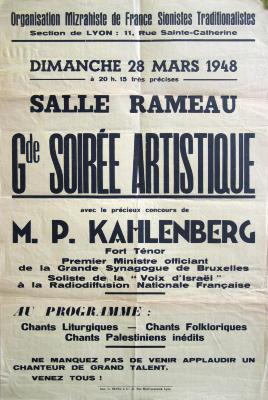 Organisation Mizrahiste de France Sionistes Traditionalistes
Section de LYON : 11, Rue Sainte-Catherine
DIMANCHE 28 MARS 1948
à 20 h. 15 très précises
SALLE RAMEAU
Gde SOIRÉE ARTISTIQUE
avec le précieux concours de
M. P. KAHLENBERG
Fort Ténor
Premier Ministre officiant
de la Grande Synagogue de Bruxelles
Soliste de la " Voix d'Israël "
à la Radiodiffusion Nationale Française
AU PROGRAMME :
Chants Liturgiques — Chants Folkloriques
Chants Palestiniens inédits
NE MANQUEZ PAS DE VENIR APPLAUDIR UN
CHANTEUR DE GRAND TALENT.
VENEZ TOUS !